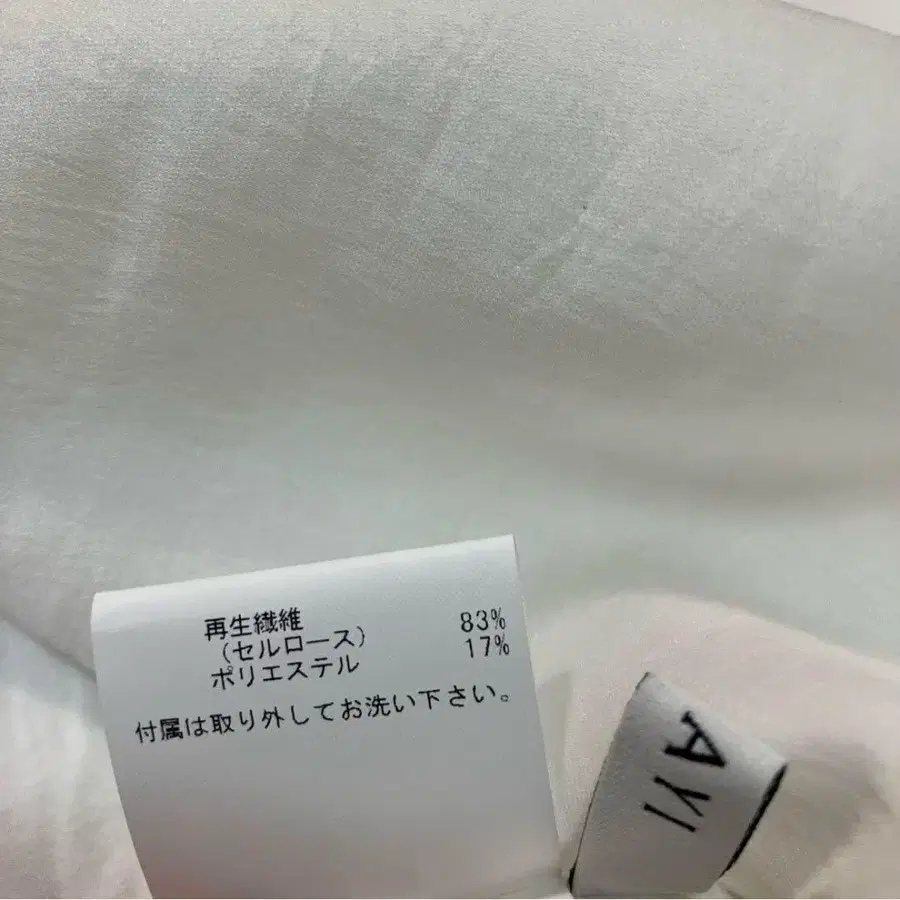 再生繊維 83%
(セルロース) 17%
ポリエステル
付属は取り外してお洗い下さい。
AYI